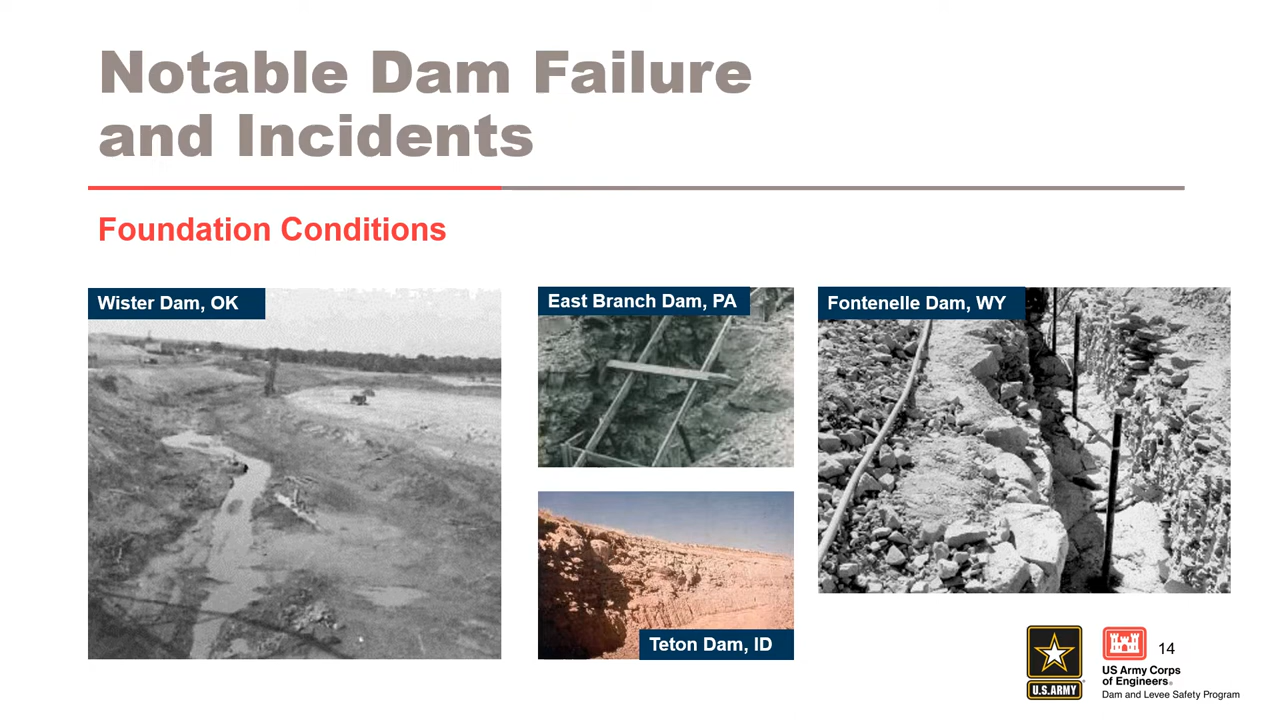 Notable Dam Failure
and Incidents
Foundation Conditions
Wister Dam, OK
East Branch Dam, PA
Fontenelle Dam, WY
Teton Dam, ID
U.S.ARMY
US Army Corps
of Engineers®
Dam and Levee Safety Program
14